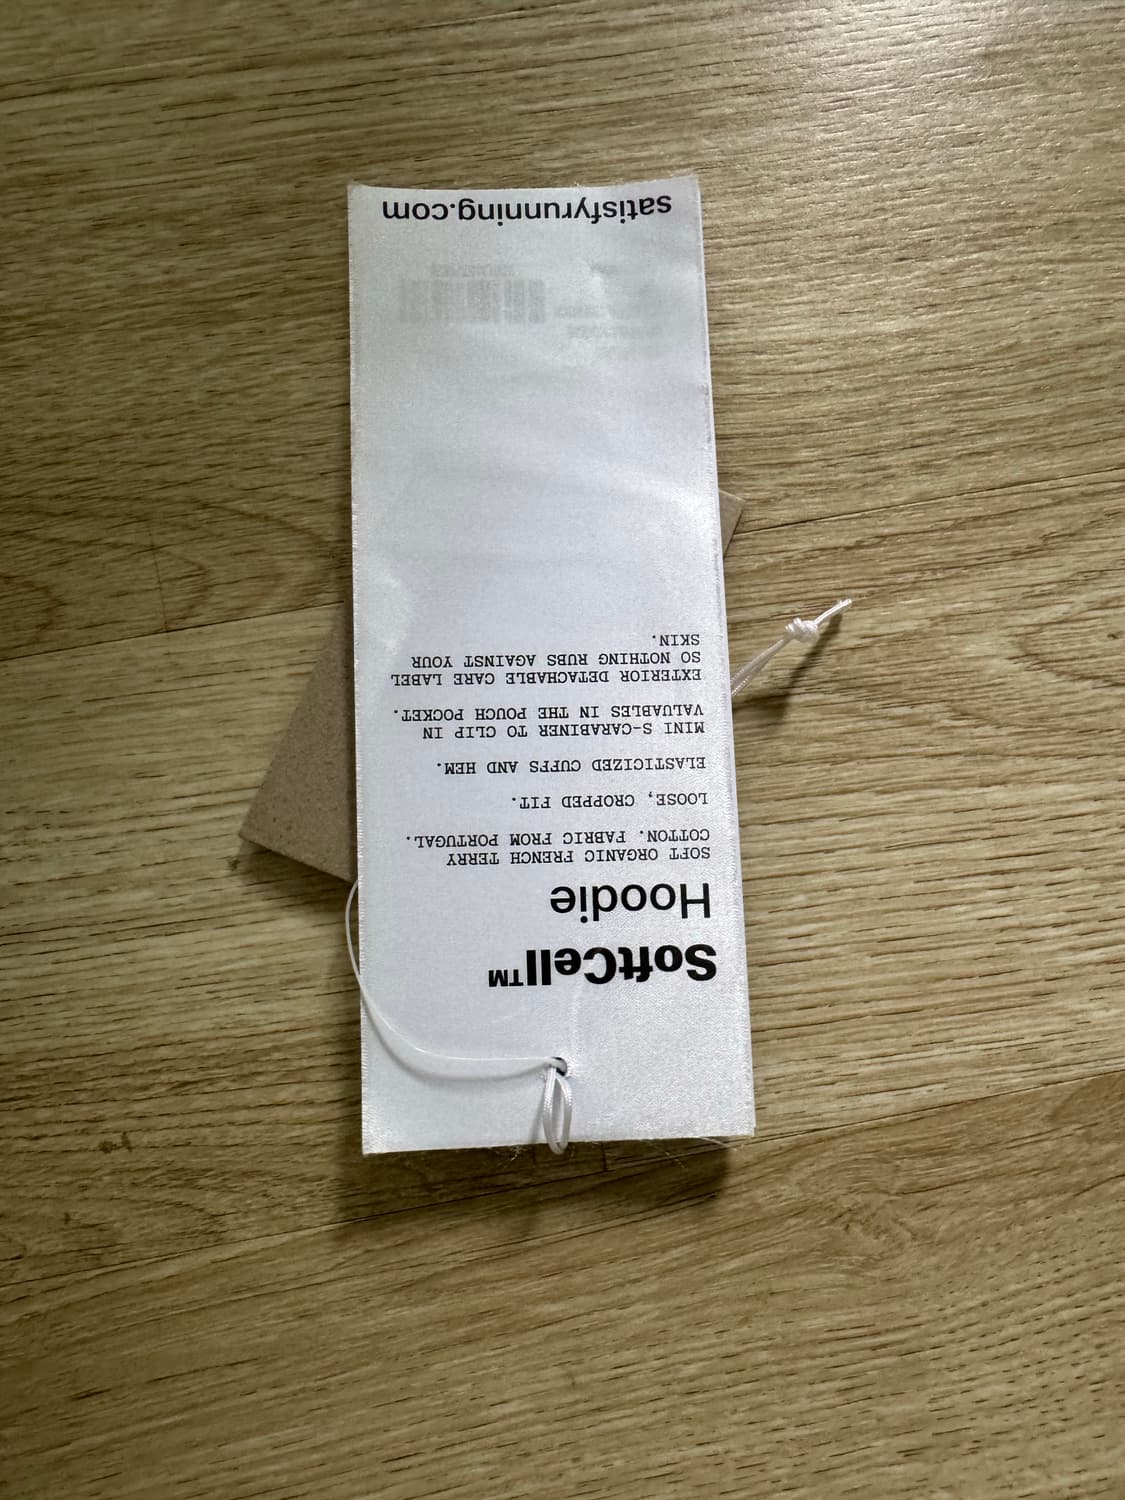 SoftCell™
Hoodie
SOFT ORGANIC FRENCH TERRY
COTTON. FABRIC FROM PORTUGAL.
LOOSE, CROPPED FIT.
ELASTICIZED CUFFS AND HEM.
MINI S-CARABINER TO CLIP IN
VALUABLES IN THE POUCH POCKET.
EXTERIOR DETACHABLE CARE LABEL
SO NOTHING RUBS AGAINST YOUR
SKIN.
satisfyrunning.com